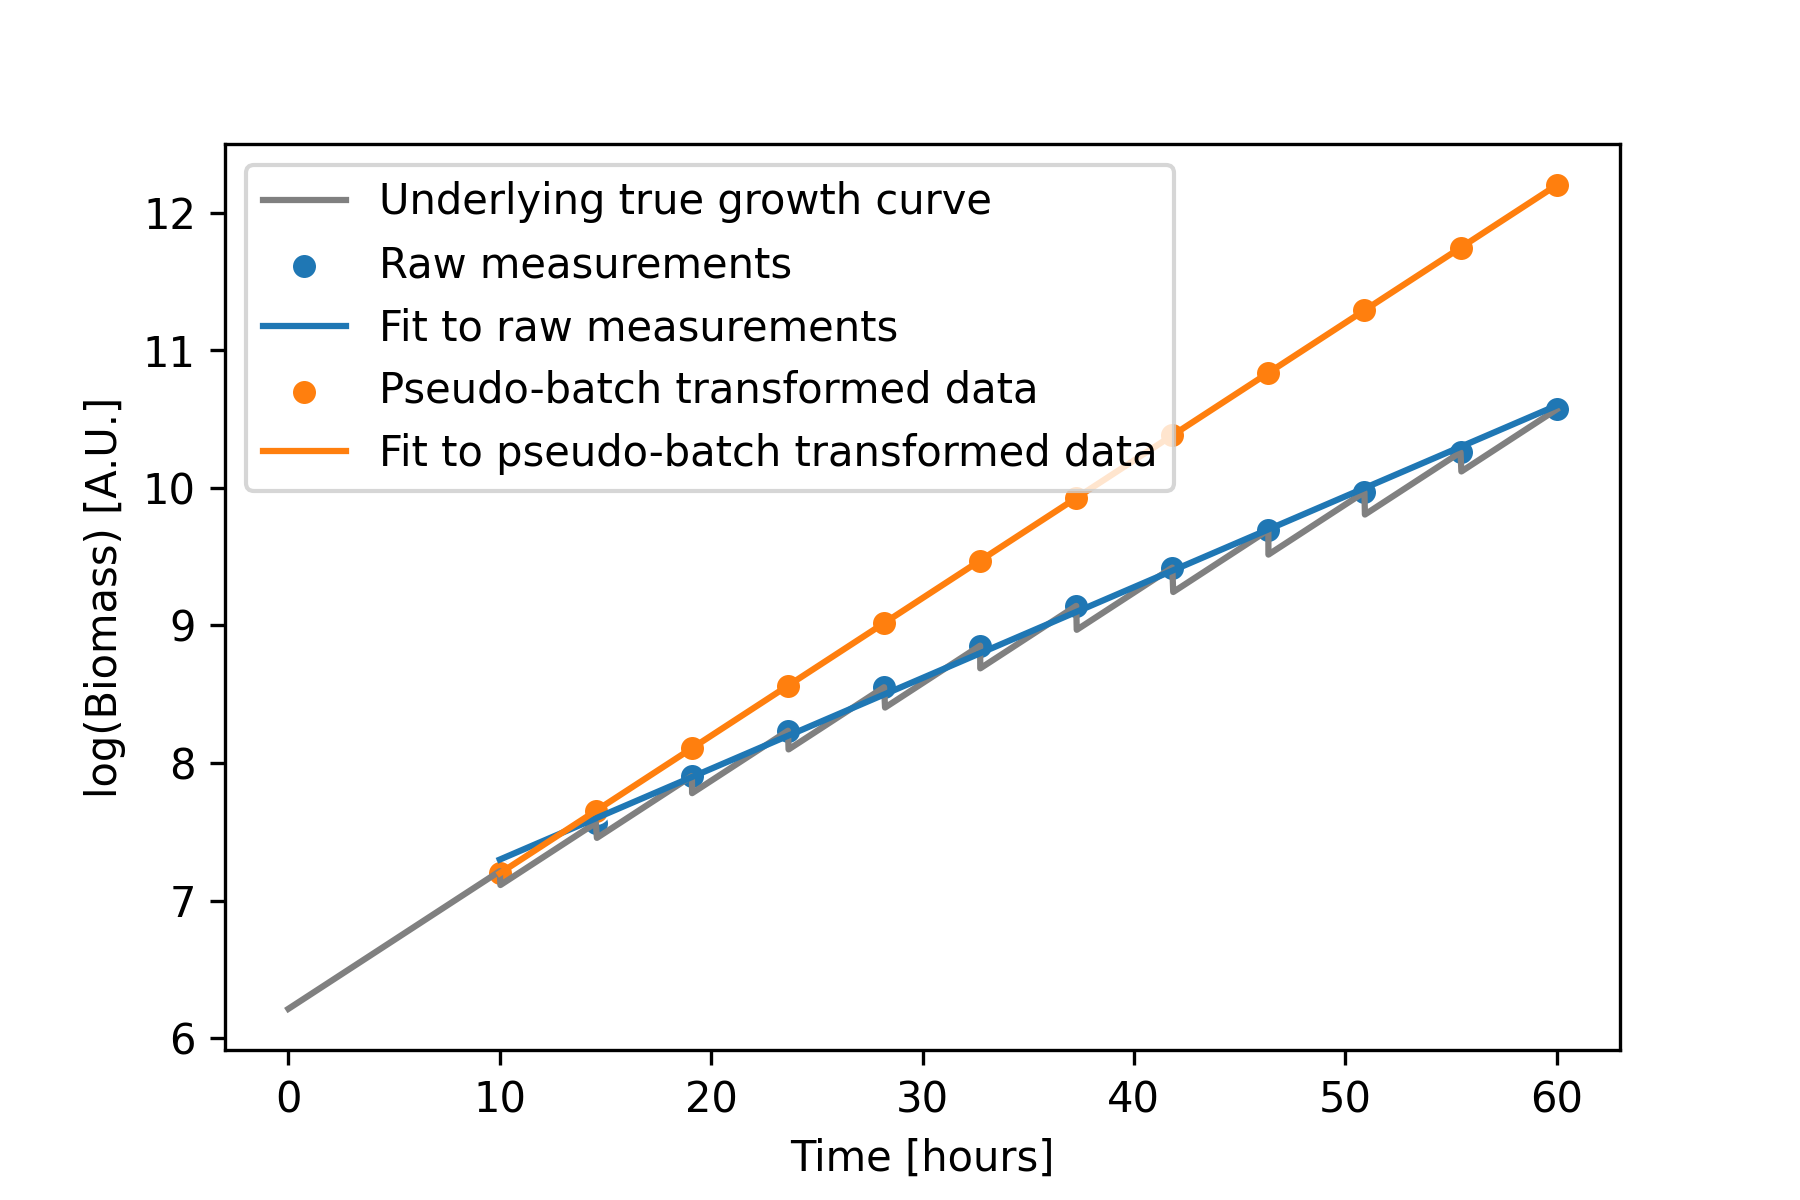 Underlying true growth curve
Raw measurements
Fit to raw measurements
Pseudo-batch transformed data
Fit to pseudo-batch transformed data
12
11
10
9
8
7
6
log(Biomass) [A.U.]
0 10 20 30 40 50 60
Time [hours]